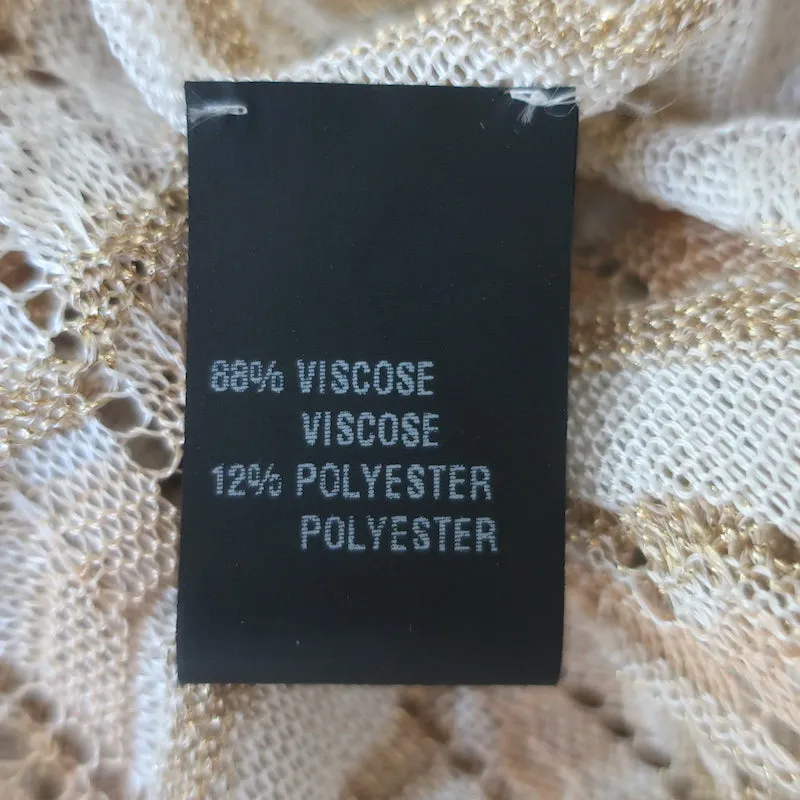 88% VISCOSE
VISCOSE
12% POLYESTER
POLYESTER